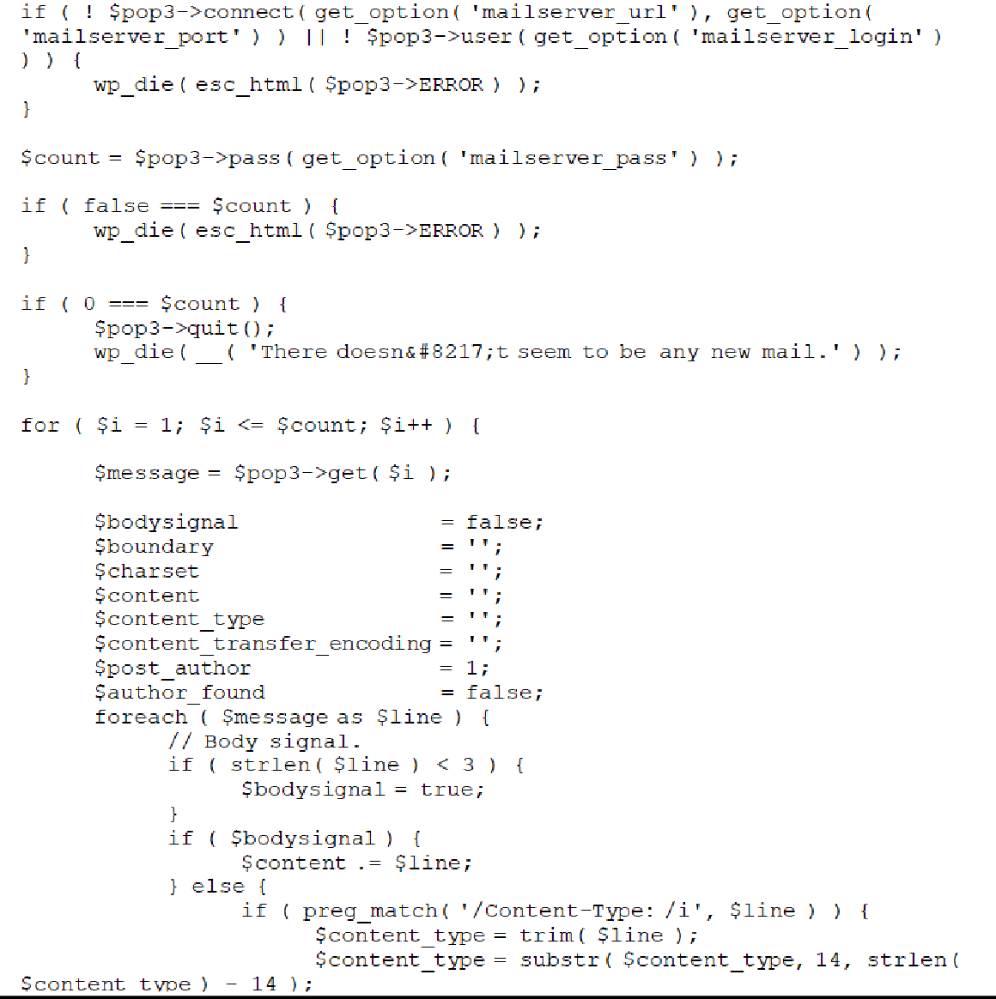 if ( ! $pop3->connect( get_option( 'mailserver_url' ), get_option(
'mailserver_port' ) ) || ! $pop3->user( get_option( 'mailserver_login' )
) ) {
wp_die( esc_html( $pop3->ERROR ) );
}
$count = $pop3->pass( get_option( 'mailserver_pass' ) );
if ( false === $count ) {
wp_die( esc_html( $pop3->ERROR ) );
}
if ( 0 === $count ) {
$pop3->quit();
wp_die( __( 'There doesn&#8217;t seem to be any new mail.' ) );
}
for ( $i = 1; $i <= $count; $i++ ) {
$message = $pop3->get( $i );
$bodysignal = false;
$boundary = '';
$charset = '';
$content = '';
$content_type = '';
$content_transfer_encoding = '';
$post_author = 1;
$author_found = false;
foreach ( $message as $line ) {
// Body signal.
if ( strlen( $line ) < 3 ) {
$bodysignal = true;
}
if ( $bodysignal ) {
$content .= $line;
} else {
if ( preg_match( '/Content-Type: /i', $line ) ) {
$content_type = trim( $line );
$content_type = substr( $content_type, 14, strlen(
$content_type ) - 14 );